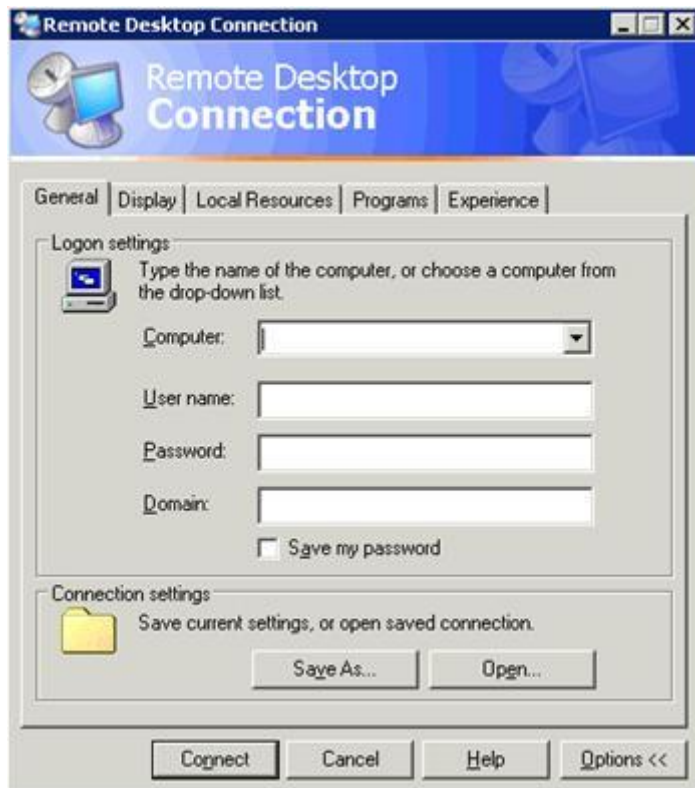 Remote Desktop Connection
Remote Desktop
Connection
General Display Local Resources Programs Experience
Logon settings
Type the name of the computer, or choose a computer from
the drop-down list.
Computer:
User name:
Password:
Domain:
Save my password
Connection settings
Save current settings, or open saved connection.
Save As... Open...
Connect Cancel Help Options <<